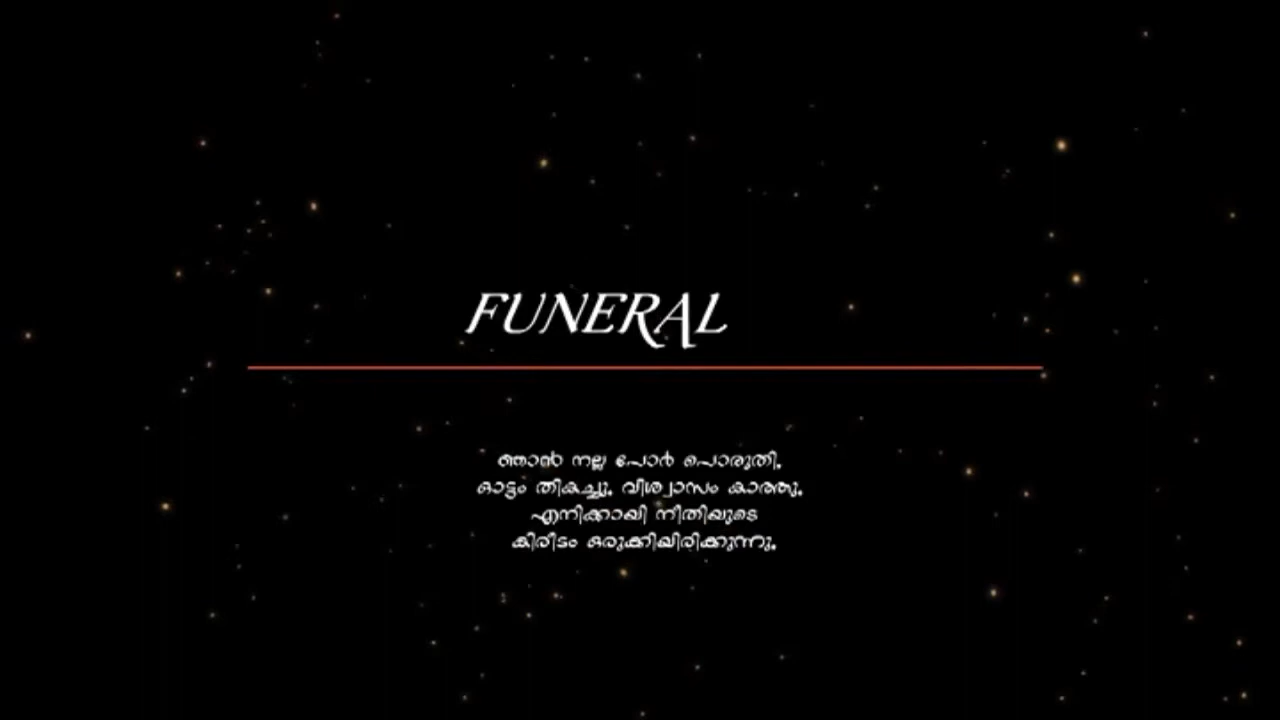 FUNERAL
ഞാൻ നല്ല പോർ പൊരുതി.
ഓട്ടം തികച്ചു. വിശ്വാസം കാത്തു.
എനിക്കായി നീതിയുടെ
കിരീടം ഒരുക്കിയിരിക്കുന്നു.